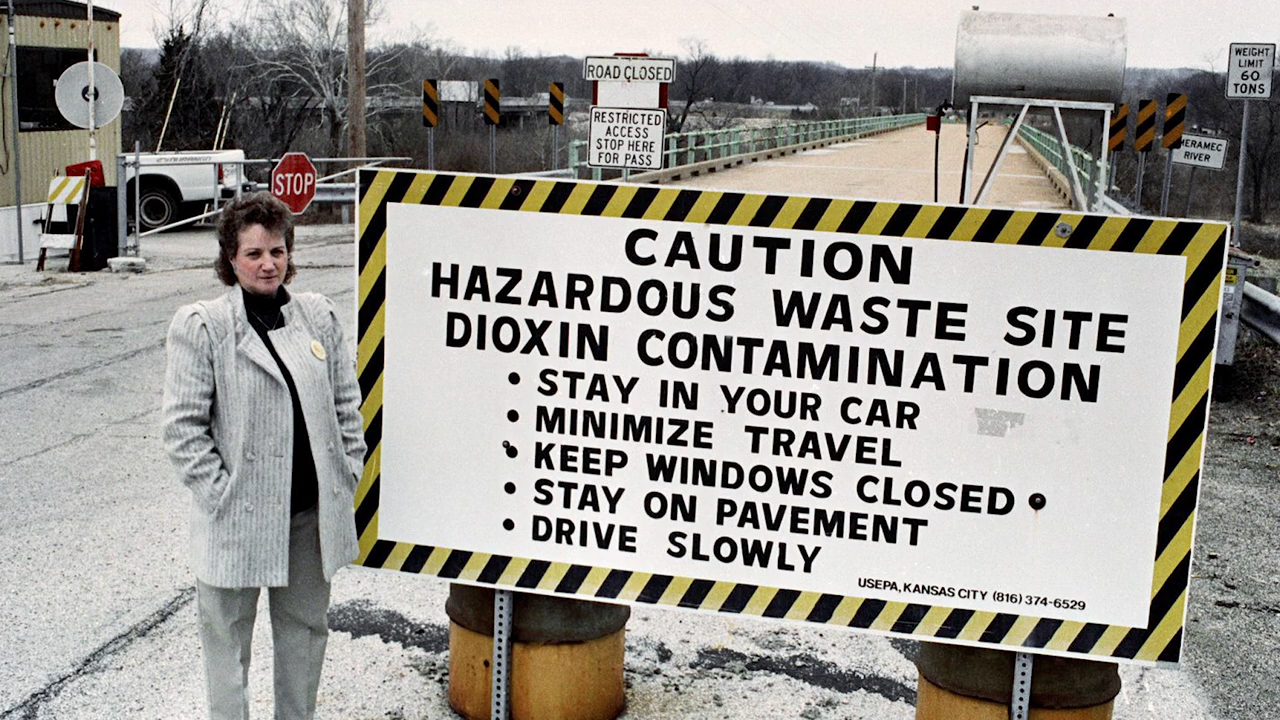 ROAD CLOSED
RESTRICTED
ACCESS
STOP HERE
FOR PASS
WEIGHT
LIMIT
60
TONS
MERAMEC
RIVER
STOP
CAUTION
HAZARDOUS WASTE SITE
DIOXIN CONTAMINATION
• STAY IN YOUR CAR
• MINIMIZE TRAVEL
• KEEP WINDOWS CLOSED
• STAY ON PAVEMENT
• DRIVE SLOWLY
USEPA, KANSAS CITY (816) 374-6529